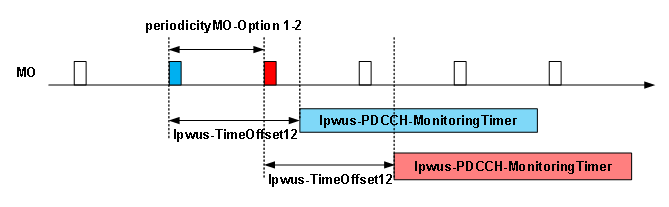 periodicityMO-Option 1-2
MO
lpwus-PDCCH-MonitoringTimer
lpwus-TimeOffset12
lpwus-PDCCH-MonitoringTimer
lpwus-TimeOffset12